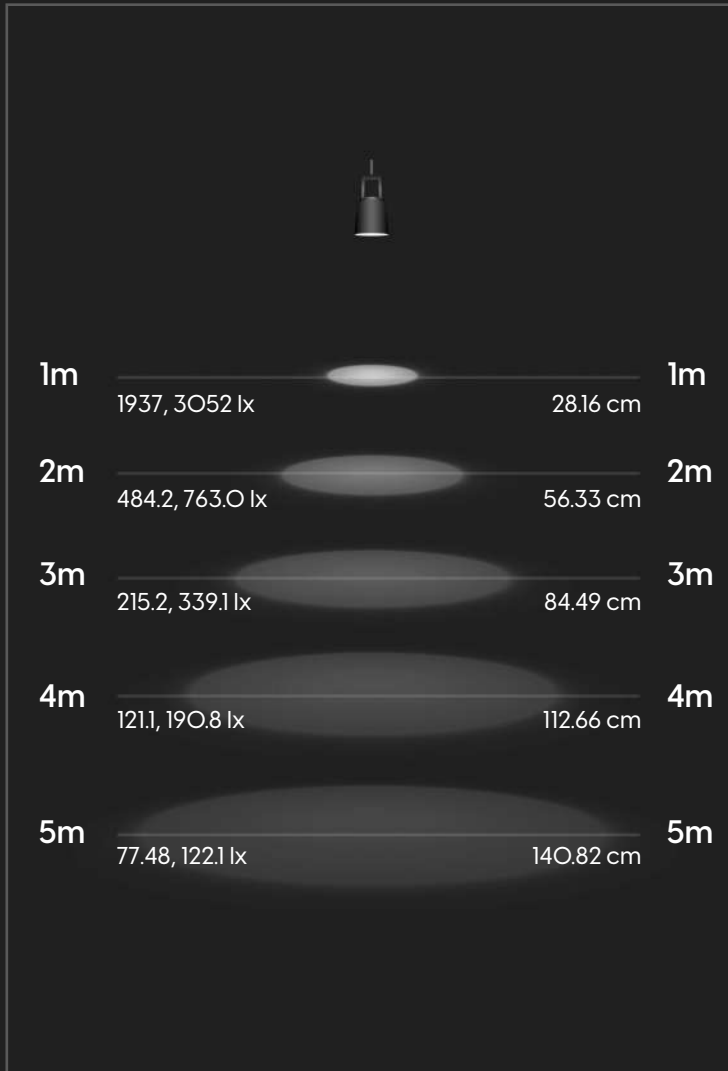 1m 1m
1937, 3052 lx 28.16 cm
2m 2m
484.2, 763.0 lx 56.33 cm
3m 3m
215.2, 339.1 lx 84.49 cm
4m 4m
121.1, 190.8 lx 112.66 cm
5m 5m
77.48, 122.1 lx 140.82 cm